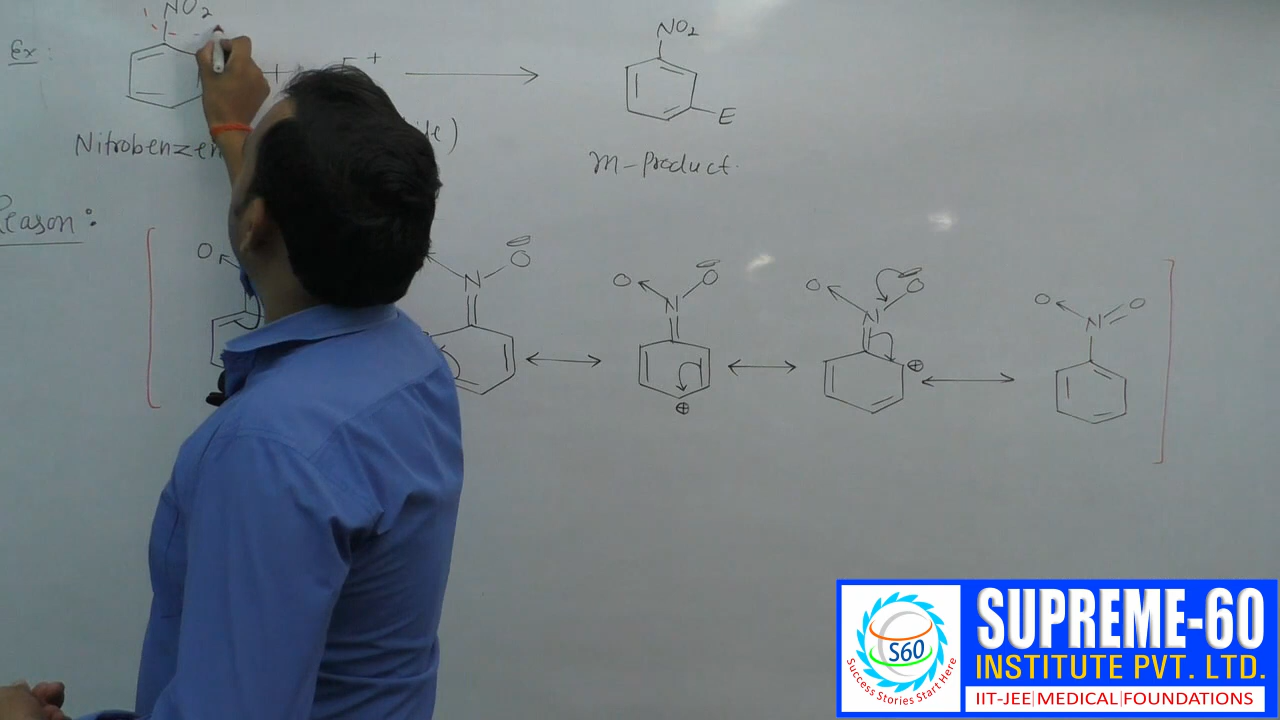 NO2
NO2
Ex:
+ E+
E
Nitrobenzen
m-Product.
Reason:
O N O
O N O
O N O
O N O
⊕
⊕
SUPREME-60
INSTITUTE PVT. LTD.
IIT-JEE|MEDICAL|FOUNDATIONS
S60
Success Stories Start Here